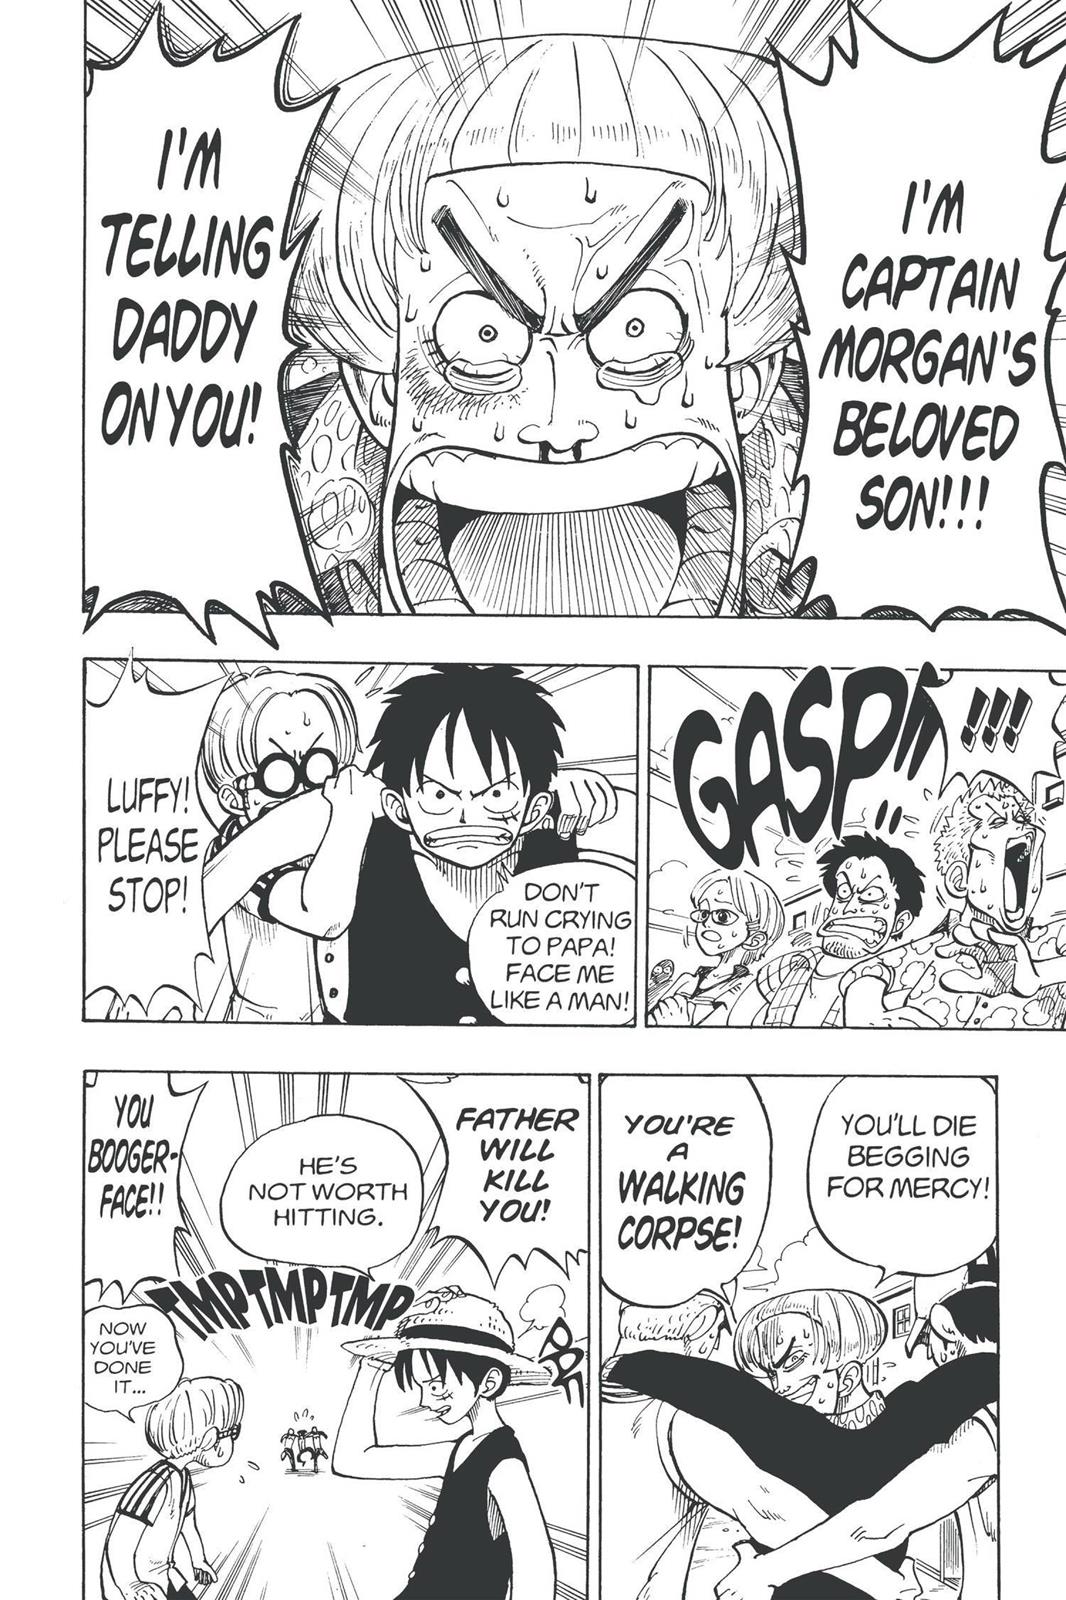 I'M
CAPTAIN
MORGAN'S
BELOVED
SON!!!
I'M
TELLING
DADDY
ON YOU!
GASP!!
!!!
DON'T
RUN CRYING
TO PAPA!
FACE ME
LIKE A MAN!
LUFFY!
PLEASE
STOP!
YOU'LL DIE
BEGGING
FOR MERCY!
YOU'RE
A
WALKING
CORPSE!
FATHER
WILL
KILL
YOU!
HE'S
NOT WORTH
HITTING.
YOU
BOOGER-
FACE!!
TMP TMP TMP
NOW
YOU'VE
DONE
IT...